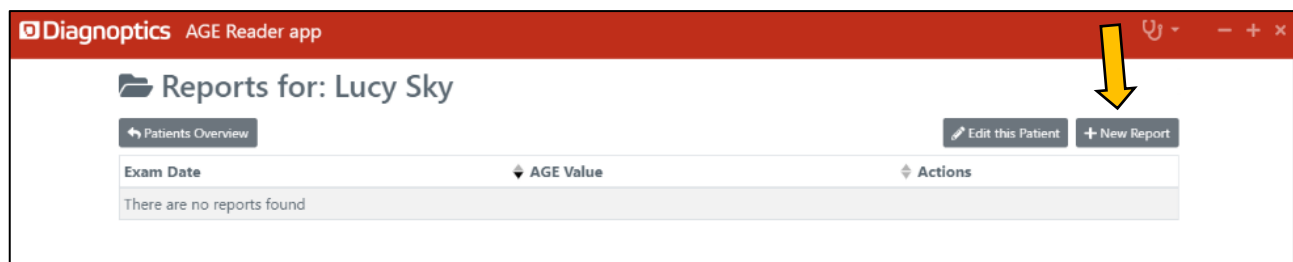 Diagnoptics AGE Reader app
Reports for: Lucy Sky
Patients Overview Edit this Patient + New Report
Exam Date AGE Value Actions
There are no reports found